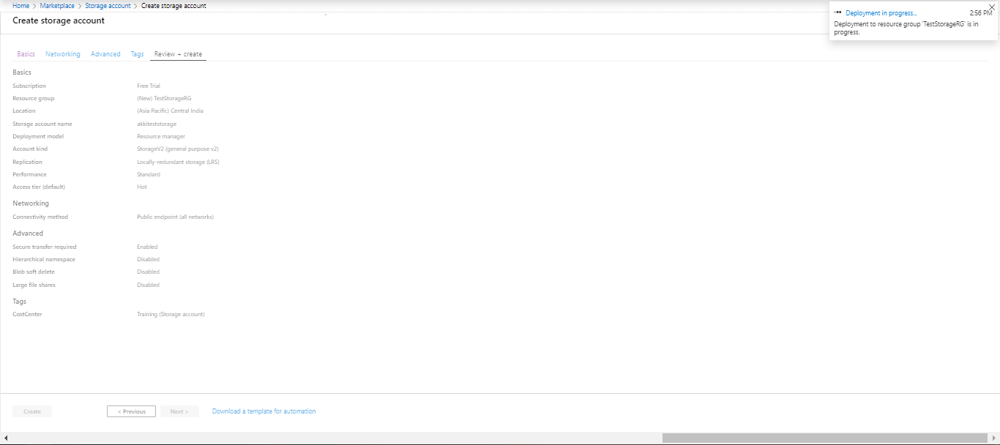 Home > Marketplace > Storage account > Create storage account
Create storage account
Deployment in progress... 2:56 PM
Deployment to resource group 'TestStorageRG' is in
progress.
Basics Networking Advanced Tags Review + create
Basics
Subscription Free Trial
Resource group (New) TestStorageRG
Location (Asia Pacific) Central India
Storage account name akkiteststorage
Deployment model Resource manager
Account kind StorageV2 (general purpose v2)
Replication Locally-redundant storage (LRS)
Performance Standard
Access tier (default) Hot
Networking
Connectivity method Public endpoint (all networks)
Advanced
Secure transfer required Enabled
Hierarchical namespace Disabled
Blob soft delete Disabled
Large file shares Disabled
Tags
CostCenter Training (Storage account)
Create < Previous Next > Download a template for automation